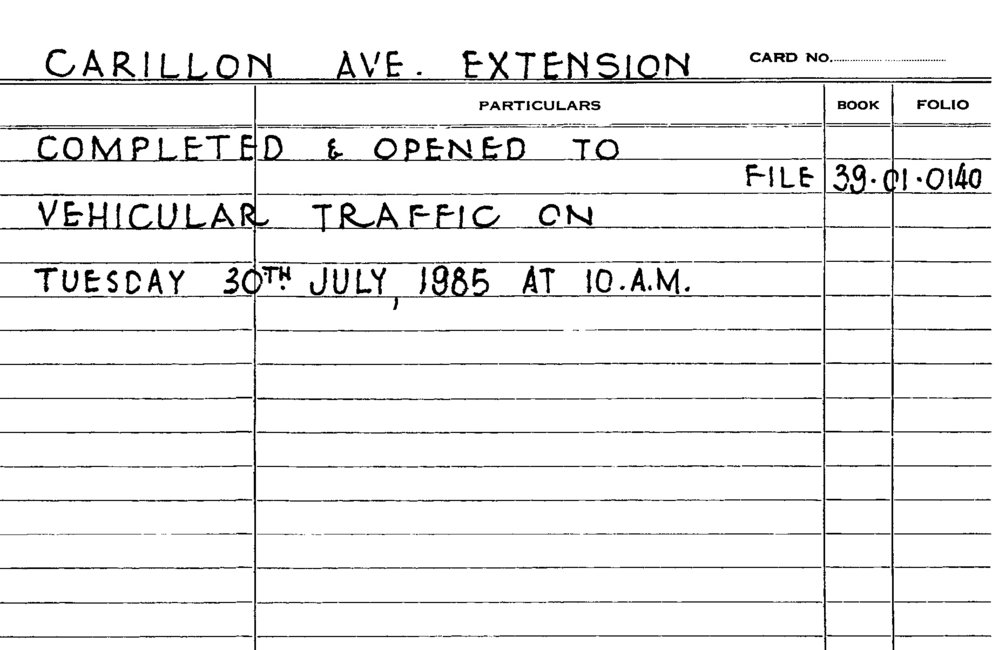 CARILLON AVE. EXTENSION CARD NO.
PARTICULARS BOOK FOLIO
COMPLETED & OPENED TO
FILE 39.01.0140
VEHICULAR TRAFFIC ON
TUESDAY 30TH. JULY, 1985 AT 10.A.M.